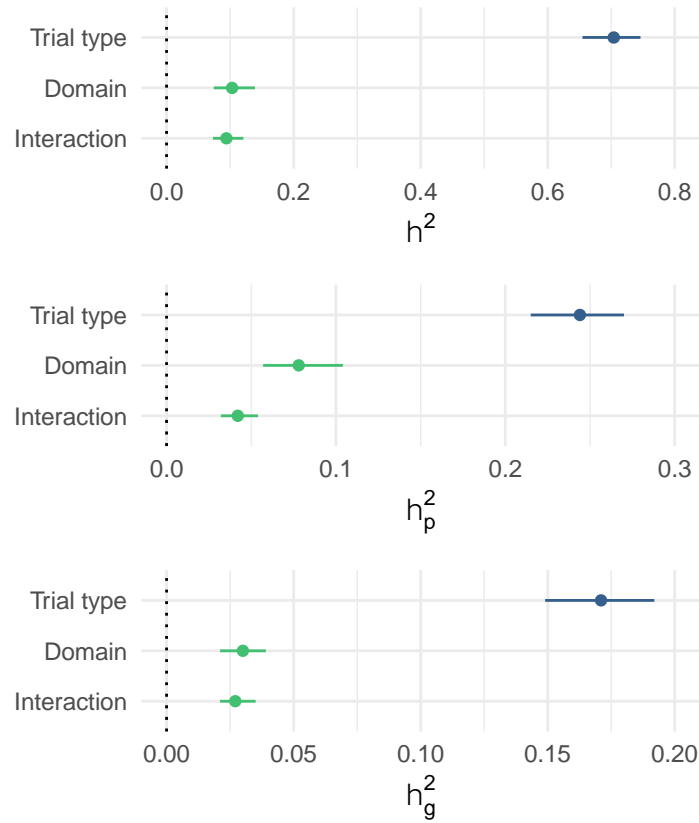 Trial type
Domain
Interaction
0.0 0.2 0.4 0.6 0.8
h²
Trial type
Domain
Interaction
0.0 0.1 0.2 0.3
h²p
Trial type
Domain
Interaction
0.00 0.05 0.10 0.15 0.20
h²g